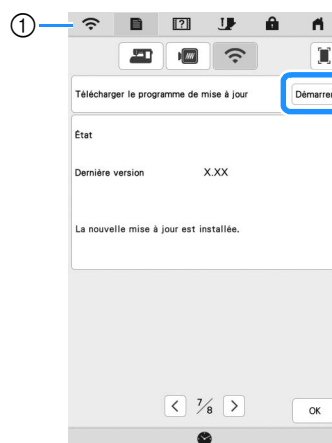 ①
Télécharger le programme de mise à jour Démarrer
État
Dernière version X.XX
La nouvelle mise à jour est installée.
7/8
OK